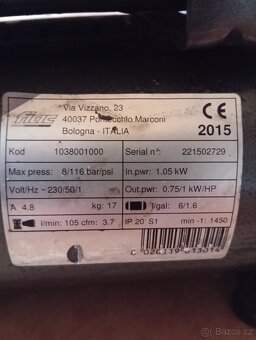 fiac
Via Vizzano, 23
40037 Pontecchio Marconi
Bologna - ITALIA
CE
2015
Kod 1038001000 Serial n°: 221502729
Max press: 8/116 bar/psi In.pwr: 1.05 kW
Volt/Hz ~230/50/1 Out.pwr: 0.75/1 kW/HP
A 4.8 kg: 17 l/gal: 6/1.6
l/min: 105 cfm: 3.7 IP 20 S1 min -1: 1450
bazoš.cz